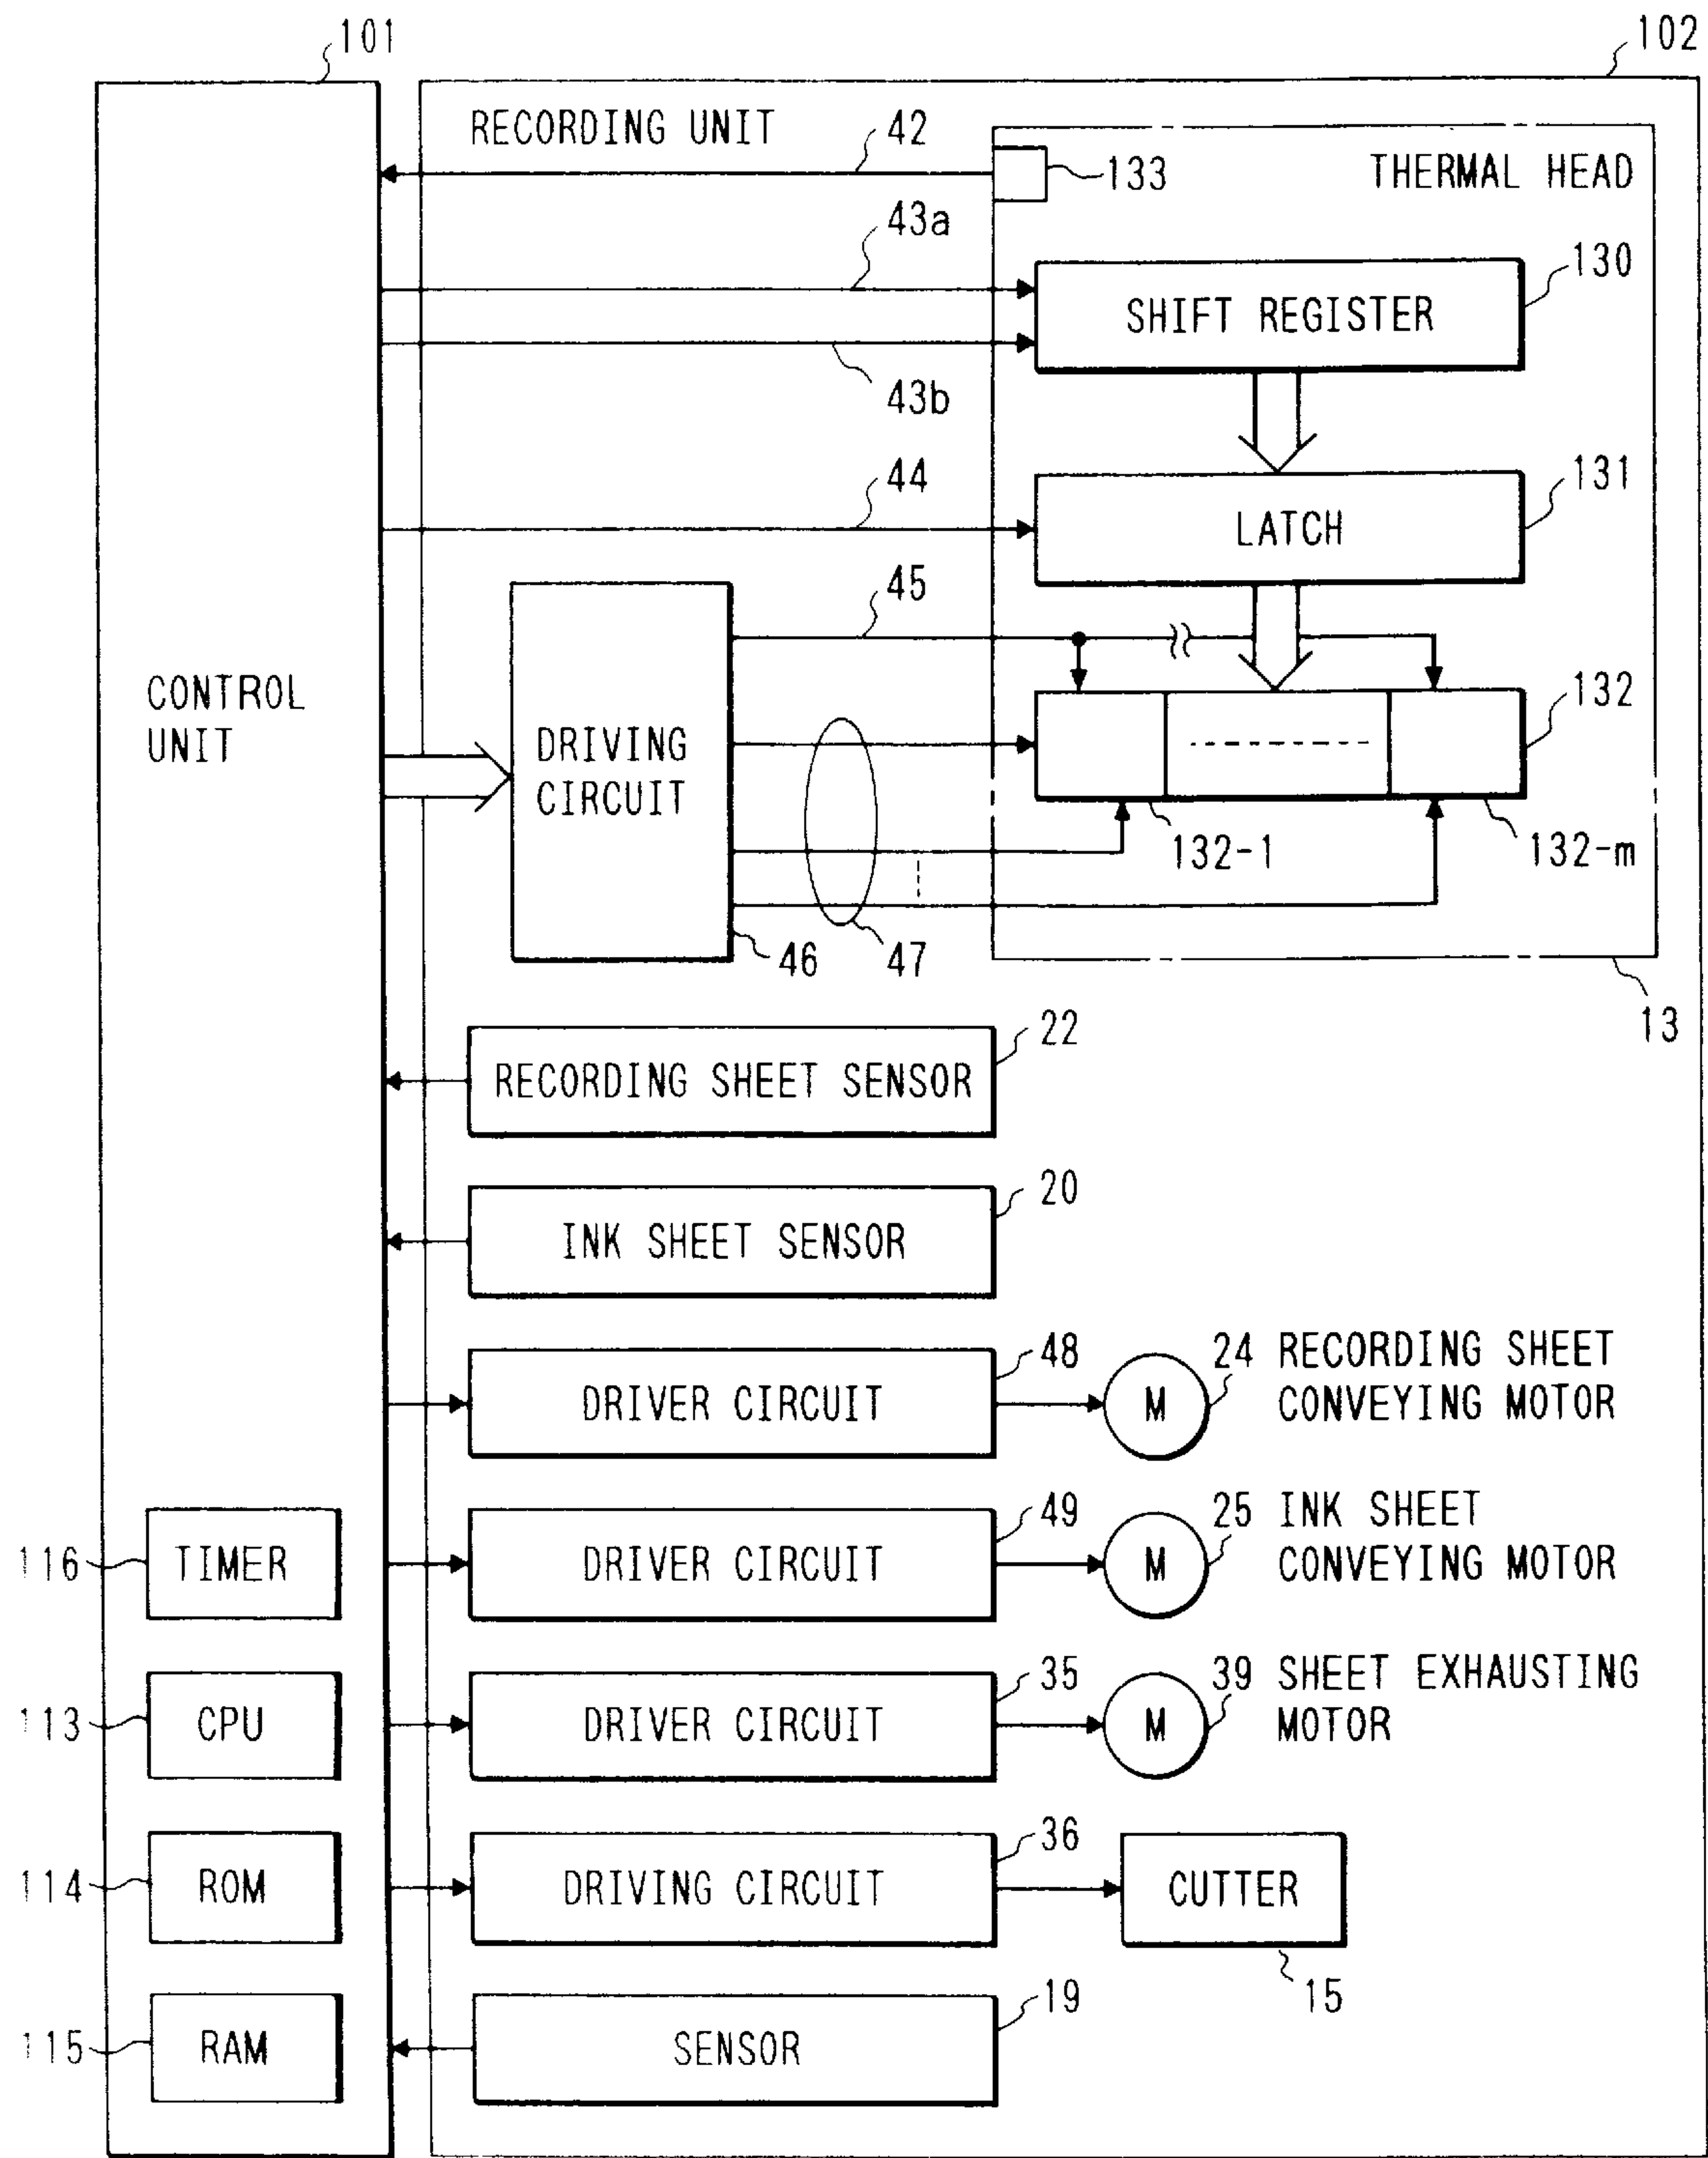 101
102
RECORDING UNIT
42
133
THERMAL HEAD
43a
130
SHIFT REGISTER
43b
44
131
LATCH
45
CONTROL
UNIT
DRIVING
CIRCUIT
132
132-1
132-m
46
47
13
22
RECORDING SHEET SENSOR
20
INK SHEET SENSOR
48
DRIVER CIRCUIT
M
24 RECORDING SHEET
CONVEYING MOTOR
116
TIMER
49
DRIVER CIRCUIT
M
25 INK SHEET
CONVEYING MOTOR
113
CPU
35
DRIVER CIRCUIT
M
39 SHEET EXHAUSTING
MOTOR
114
ROM
36
DRIVING CIRCUIT
CUTTER
15
115
RAM
19
SENSOR